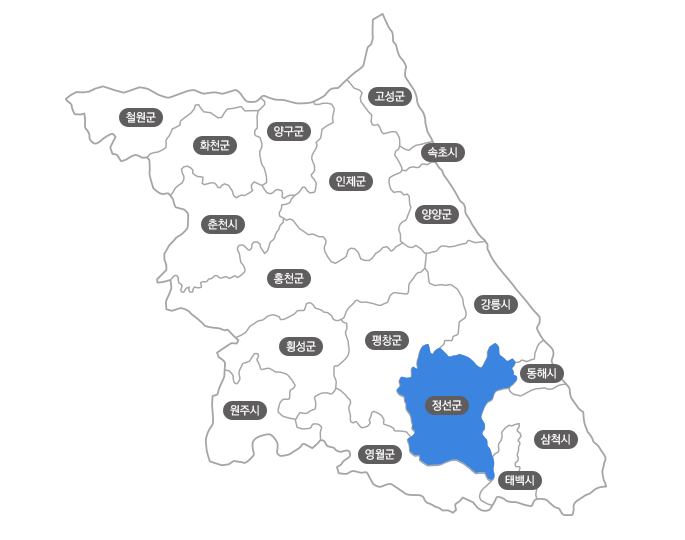 고성군
철원군
양구군
화천군
속초시
인제군
양양군
춘천시
홍천군
강릉시
평창군
횡성군
동해시
정선군
원주시
삼척시
영월군
태백시